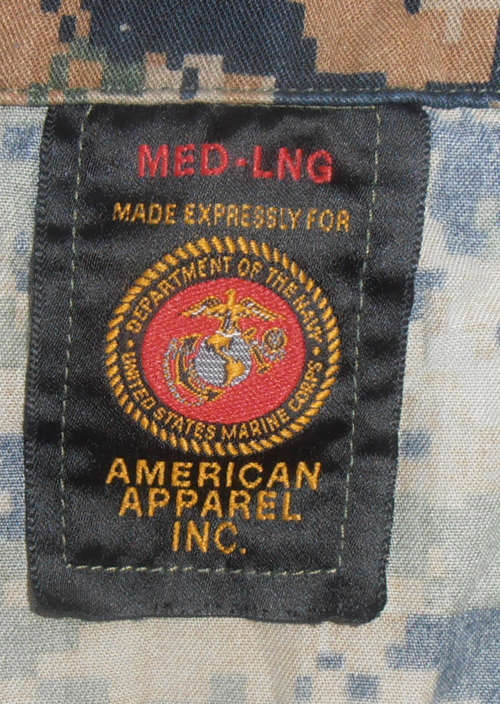 MED-LNG
MADE EXPRESSLY FOR
DEPARTMENT OF THE NAVY
UNITED STATES MARINE CORPS
AMERICAN
APPAREL
INC.